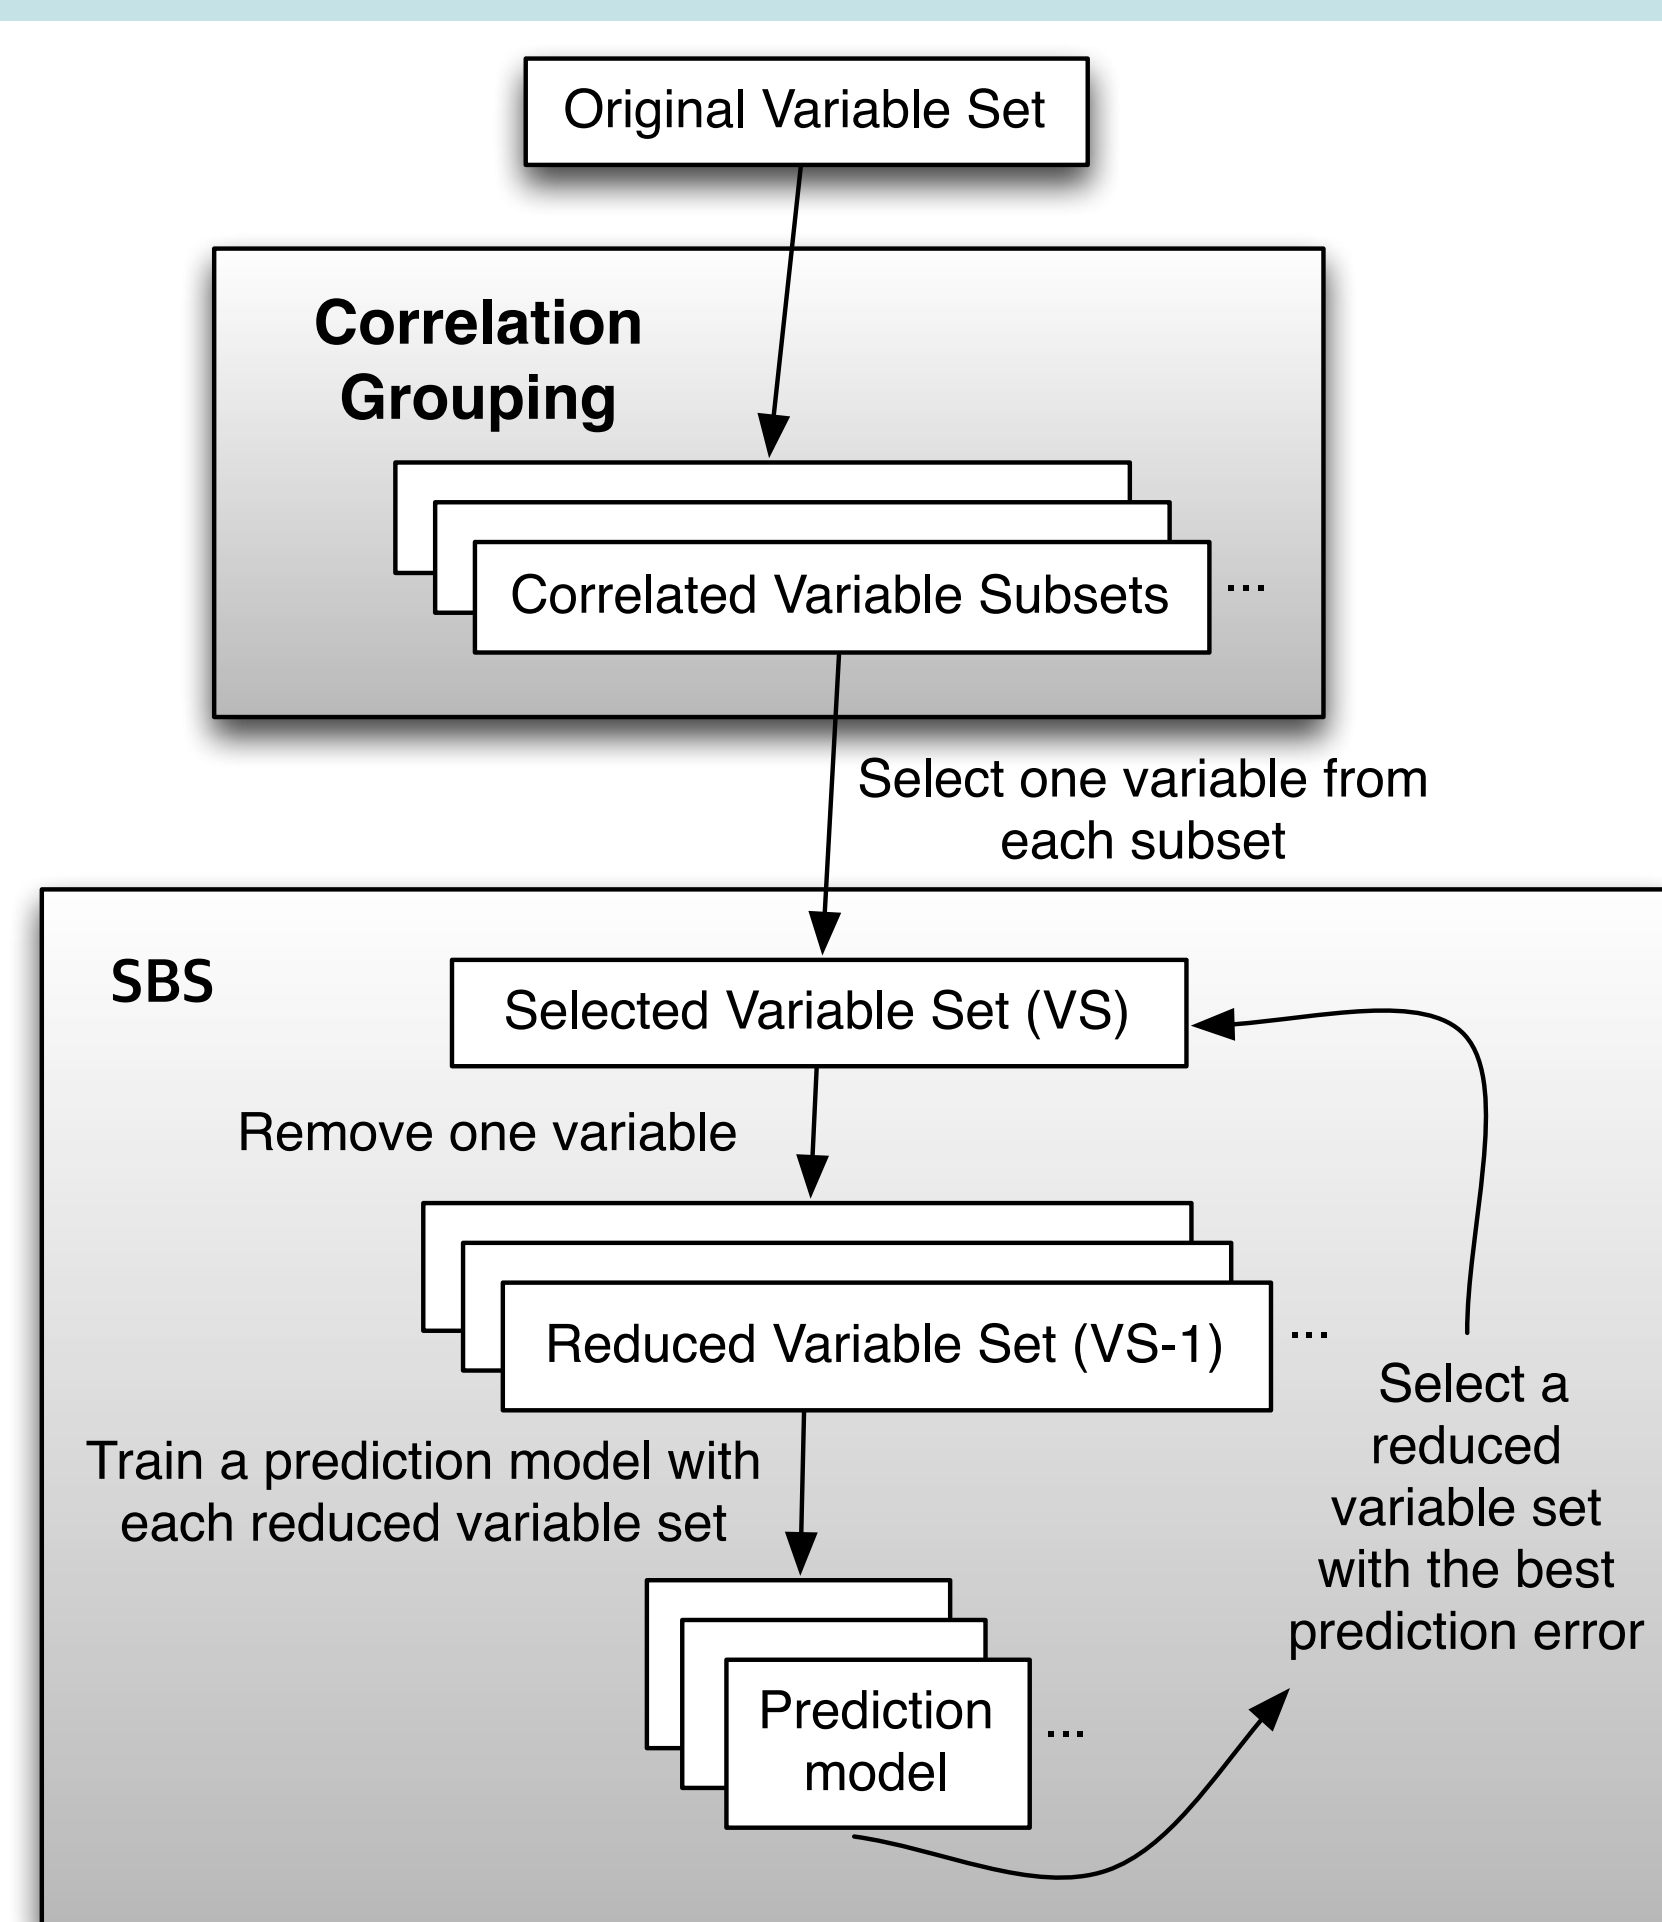 Original Variable Set
Correlation
Grouping
Correlated Variable Subsets
...
Select one variable from
each subset
SBS
Selected Variable Set (VS)
Remove one variable
Reduced Variable Set (VS-1)
...
Train a prediction model with
each reduced variable set
Select a
reduced
variable set
with the best
prediction error
Prediction
model
...